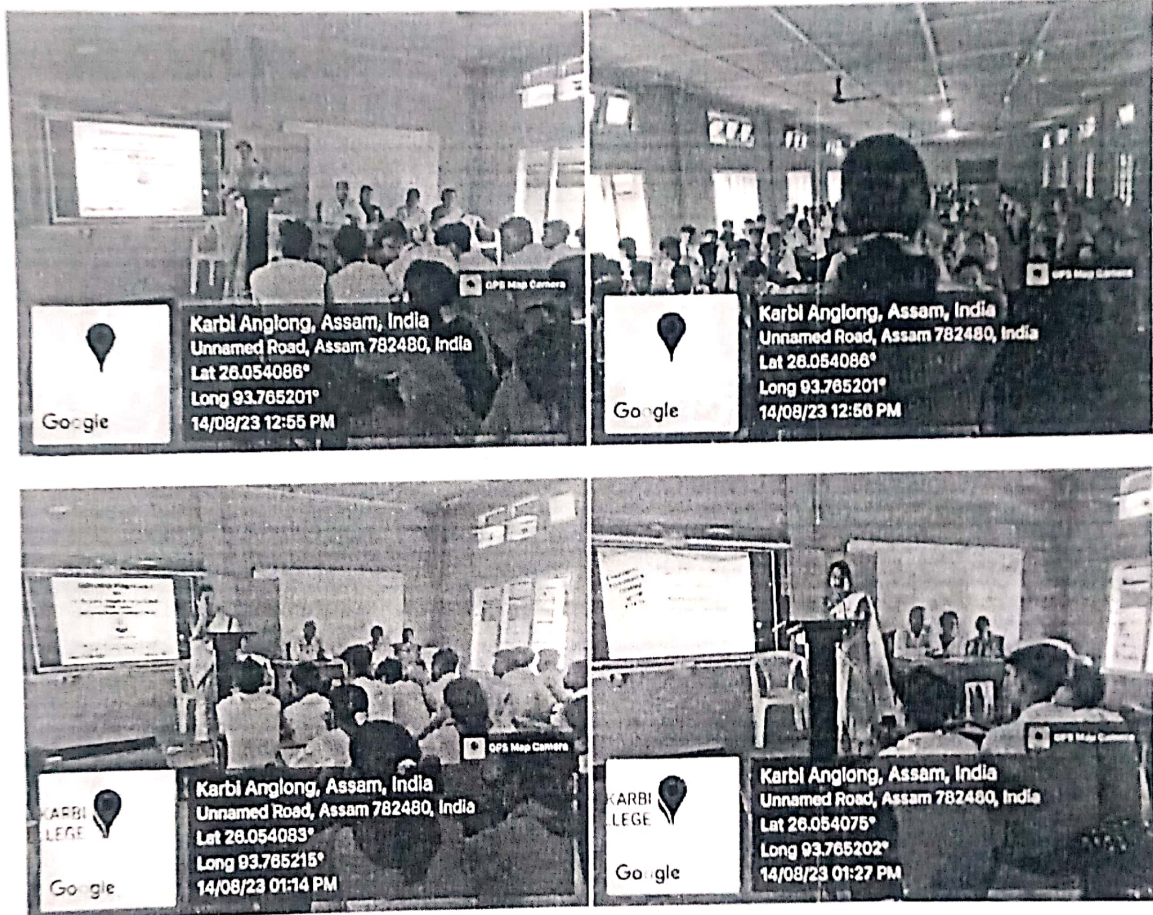 GPS Map Camera
Karbi Anglong, Assam, India
Unnamed Road, Assam 782480, India
Lat 26.054086°
Long 93.765201°
14/08/23 12:55 PM
Google
GPS Map Camera
Karbi Anglong, Assam, India
Unnamed Road, Assam 782480, India
Lat 26.054086°
Long 93.765201°
14/08/23 12:56 PM
Google
GPS Map Camera
KARBI
LEGE
Karbi Anglong, Assam, India
Unnamed Road, Assam 782480, India
Lat 26.054083°
Long 93.765215°
14/08/23 01:14 PM
Google
GPS Map Camera
KARBI
LLEGE
Karbi Anglong, Assam, India
Unnamed Road, Assam 782480, India
Lat 26.054075°
Long 93.765202°
14/08/23 01:27 PM
Google